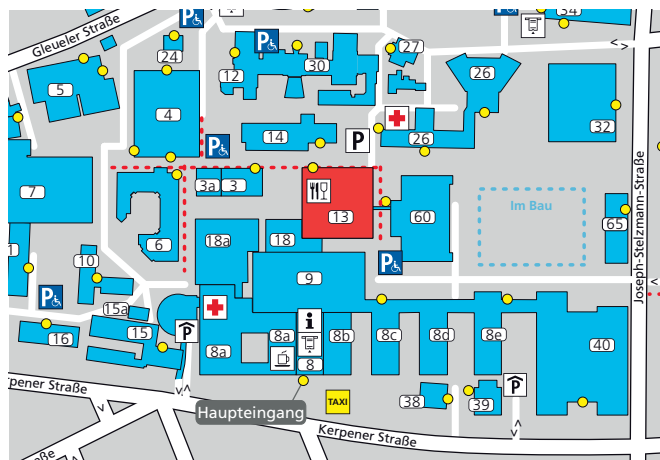 Gleueler Straße
P
P
34
24
30
27
26
12
5
4
32
14
P
26
P
7
3a
3
13
60
Im Bau
65
Joseph-Stelzmann-Straße
6
18a
18
10
P
9
P
15a
15
16
P
8a
8a
i
8
8b
8c
8d
8e
40
P
38
39
TAXI
Haupteingang
Kerpener Straße
rpener Straße
aße